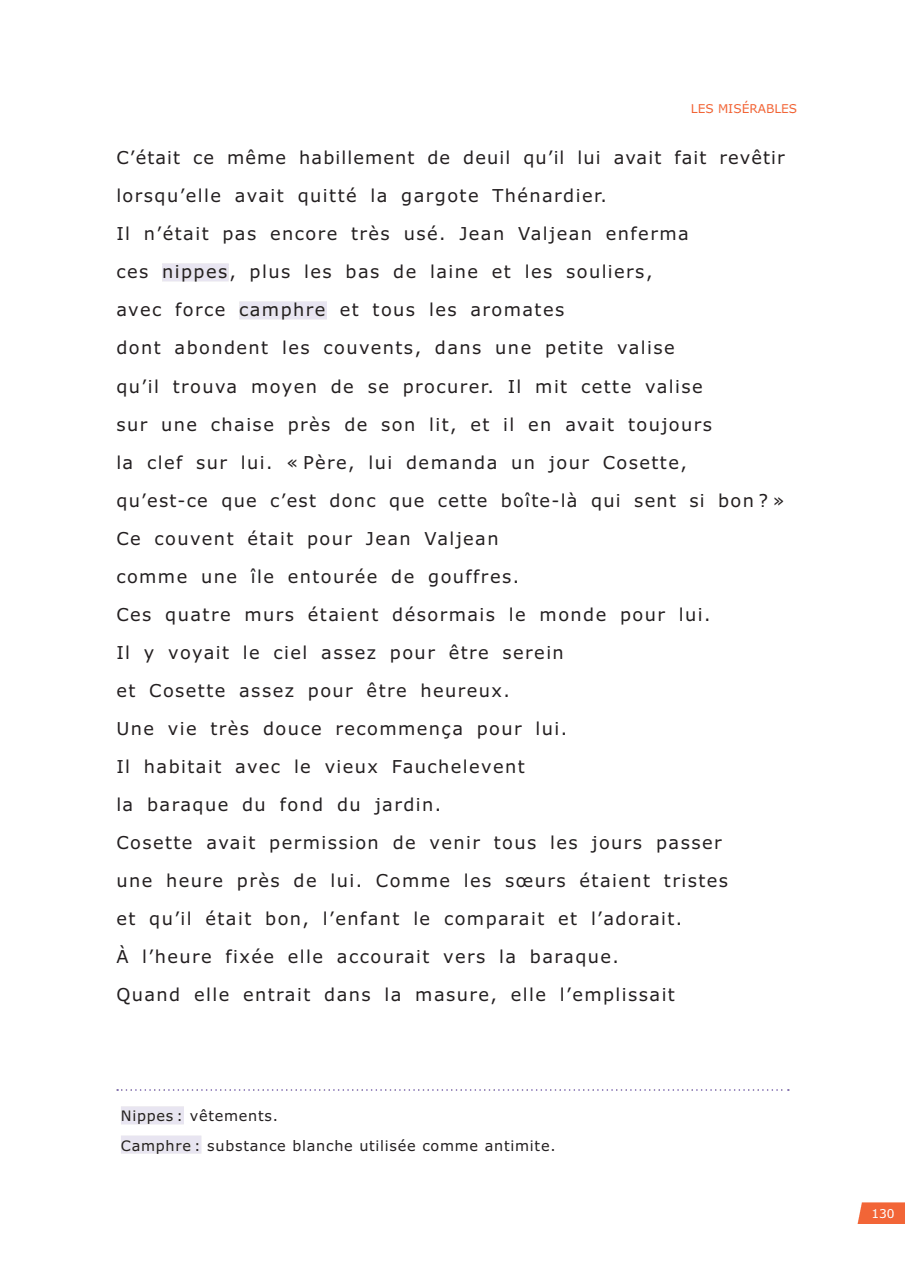 LES MISÉRABLES
C’était ce même habillement de deuil qu’il lui avait fait revêtir
lorsqu’elle avait quitté la gargote Thénardier.
Il n’était pas encore très usé. Jean Valjean enferma
ces nippes, plus les bas de laine et les souliers,
avec force camphre et tous les aromates
dont abondent les couvents, dans une petite valise
qu’il trouva moyen de se procurer. Il mit cette valise
sur une chaise près de son lit, et il en avait toujours
la clef sur lui. « Père, lui demanda un jour Cosette,
qu’est-ce que c’est donc que cette boîte-là qui sent si bon ? »
Ce couvent était pour Jean Valjean
comme une île entourée de gouffres.
Ces quatre murs étaient désormais le monde pour lui.
Il y voyait le ciel assez pour être serein
et Cosette assez pour être heureux.
Une vie très douce recommença pour lui.
Il habitait avec le vieux Fauchelevent
la baraque du fond du jardin.
Cosette avait permission de venir tous les jours passer
une heure près de lui. Comme les sœurs étaient tristes
et qu’il était bon, l’enfant le comparait et l’adorait.
À l’heure fixée elle accourait vers la baraque.
Quand elle entrait dans la masure, elle l’emplissait
Nippes : vêtements.
Camphre : substance blanche utilisée comme antimite.
130